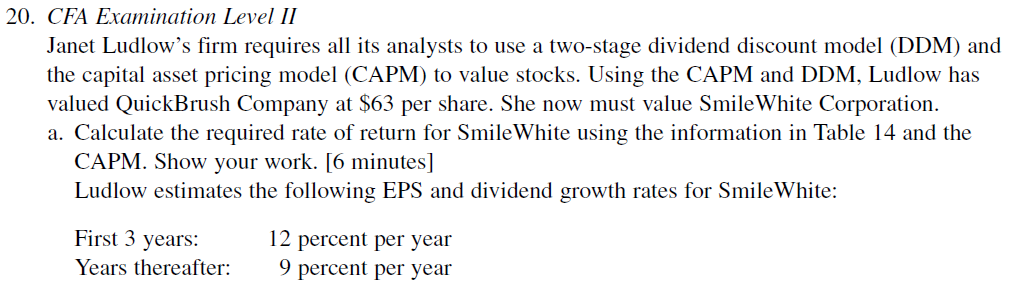 20. CFA Examination Level II
Janet Ludlow's firm requires all its analysts to use a two-stage dividend discount model (DDM) and
the capital asset pricing model (CAPM) to value stocks. Using the CAPM and DDM, Ludlow has
valued QuickBrush Company at $63 per share. She now must value SmileWhite Corporation.
a. Calculate the required rate of return for SmileWhite using the information in Table 14 and the
CAPM. Show your work. [6 minutes]
Ludlow estimates the following EPS and dividend growth rates for SmileWhite:
First 3 years: 12 percent per year
Years thereafter: 9 percent per year